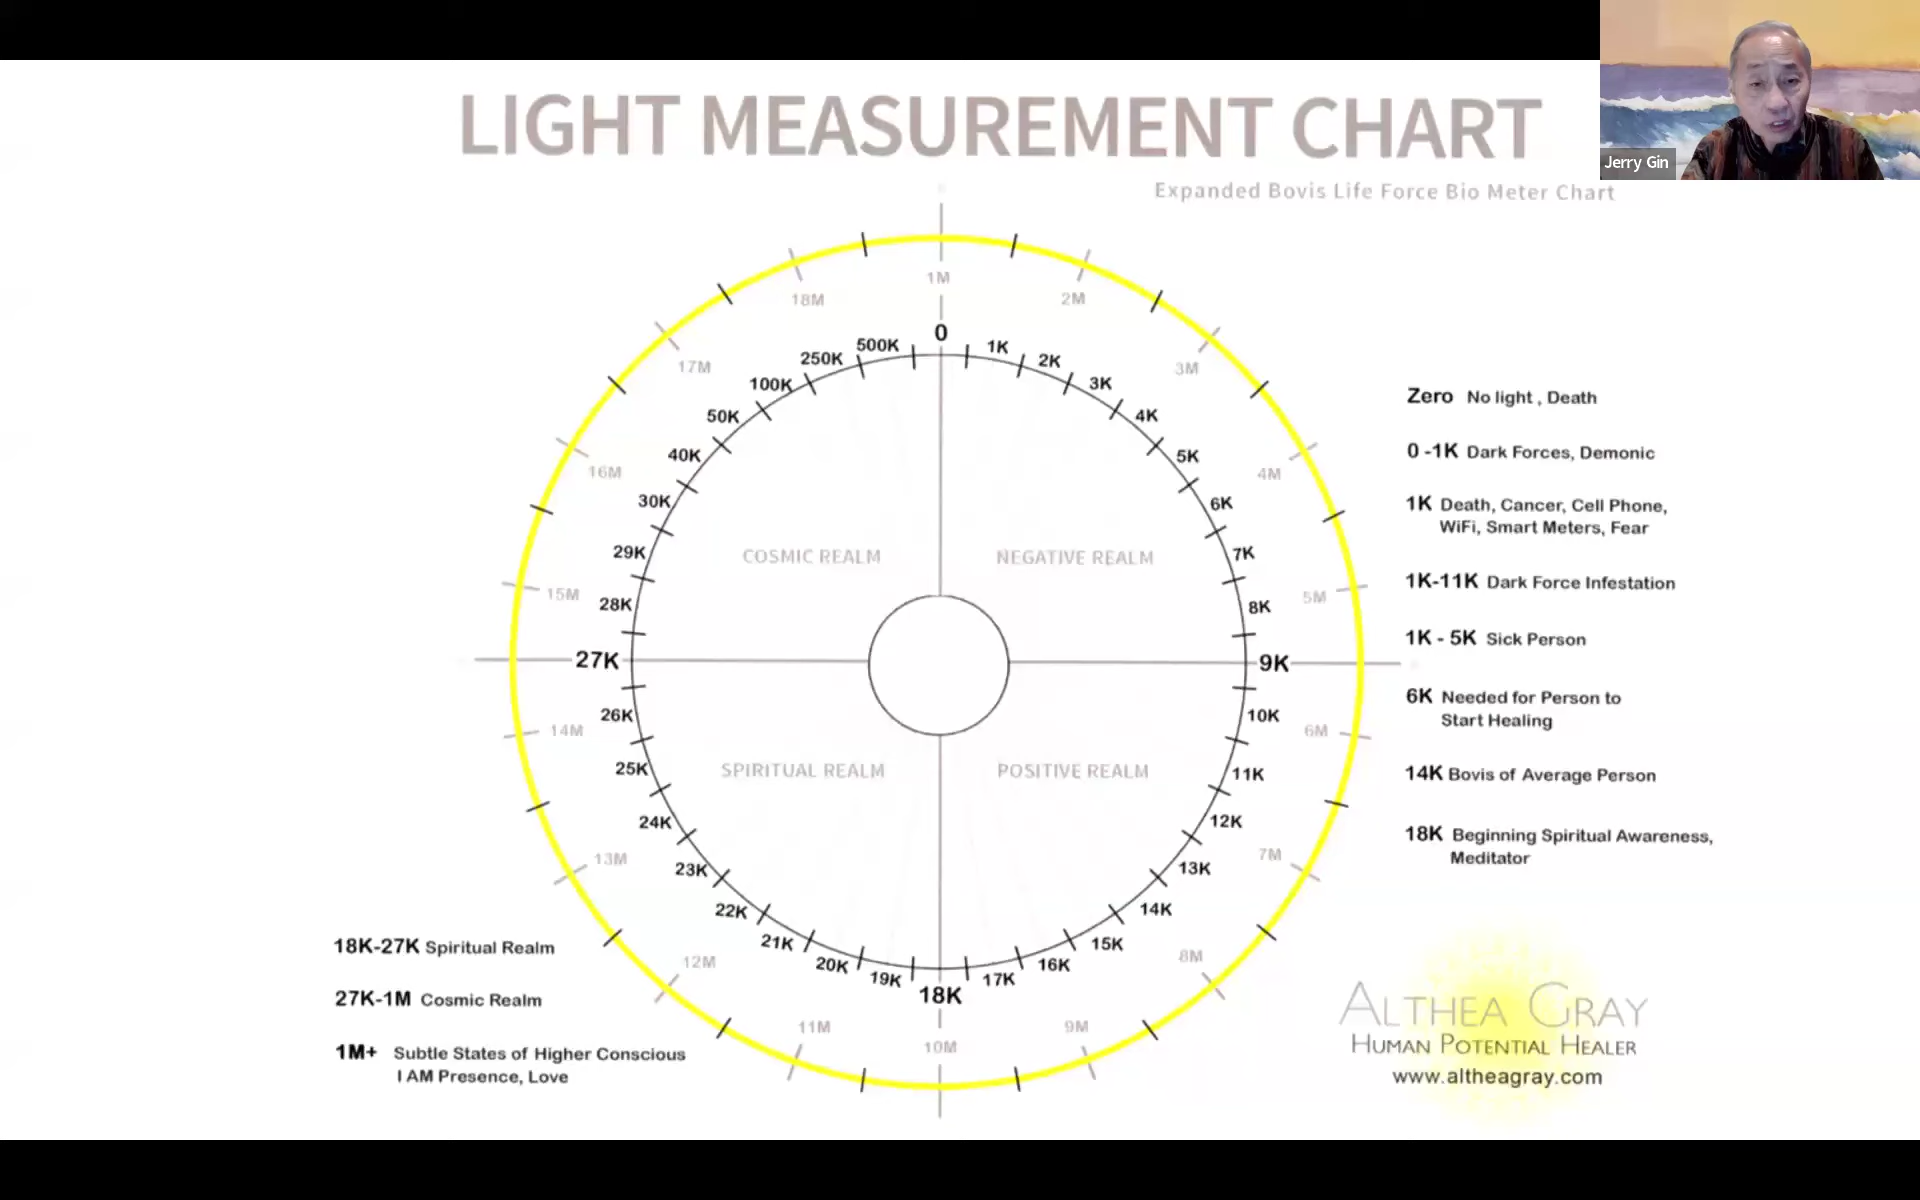 LIGHT MEASUREMENT CHART
Jerry Gin
Expanded Bovis Life Force Bio Meter Chart
1M
2M
3M
4M
5M
6M
7M
8M
9M
10M
11M
12M
13M
14M
15M
16M
17M
18M
0
1K
2K
3K
4K
5K
6K
7K
8K
9K
10K
11K
12K
13K
14K
15K
16K
17K
18K
19K
20K
21K
22K
23K
24K
25K
26K
27K
28K
29K
30K
40K
50K
100K
250K
500K
COSMIC REALM
NEGATIVE REALM
SPIRITUAL REALM
POSITIVE REALM
Zero No light , Death
0 -1K Dark Forces, Demonic
1K Death, Cancer, Cell Phone,
WiFi, Smart Meters, Fear
1K-11K Dark Force Infestation
1K - 5K Sick Person
6K Needed for Person to
Start Healing
14K Bovis of Average Person
18K Beginning Spiritual Awareness,
Meditator
18K-27K Spiritual Realm
27K-1M Cosmic Realm
1M+ Subtle States of Higher Conscious
I AM Presence, Love
ALTHEA GRAY
HUMAN POTENTIAL HEALER
www.altheagray.com